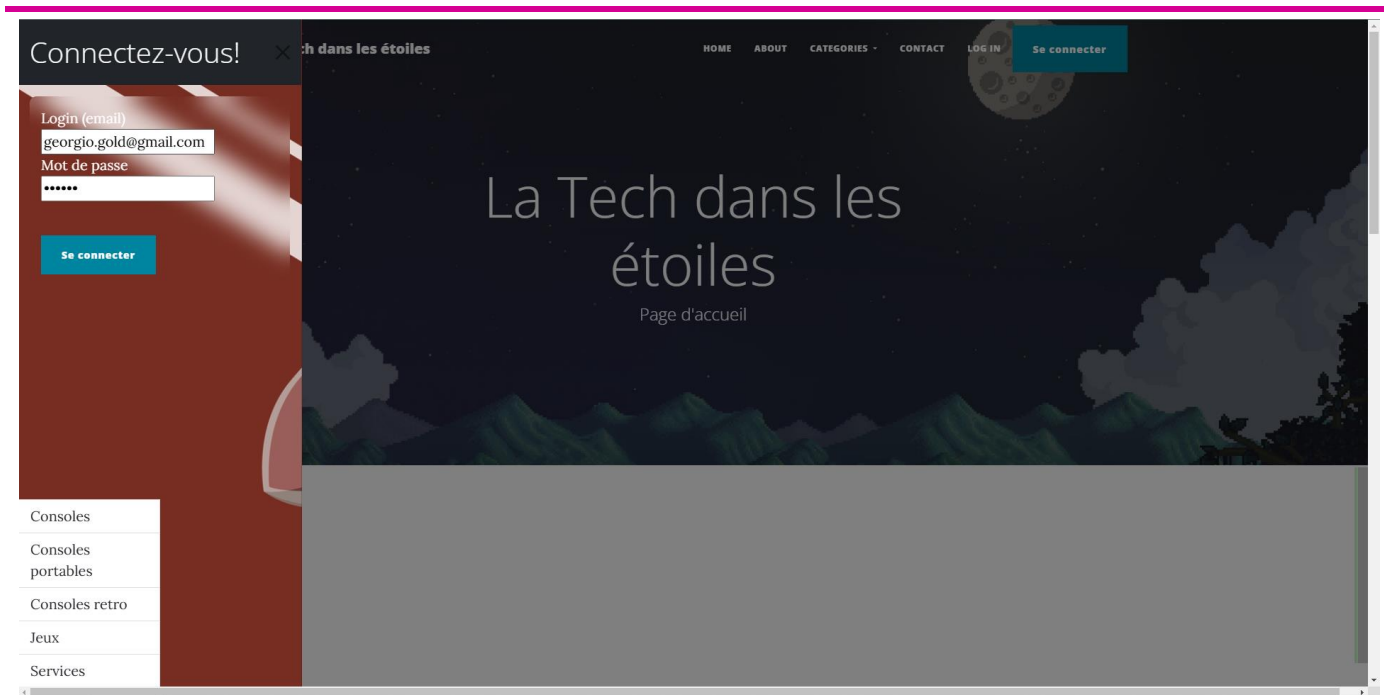 Connectez-vous!
ch dans les étoiles
HOME ABOUT CATEGORIES CONTACT LOG IN Se connecter
Login (email)
georgio.gold@gmail.com
Mot de passe
••••••
Se connecter
La Tech dans les
étoiles
Page d'accueil
Consoles
Consoles
portables
Consoles retro
Jeux
Services